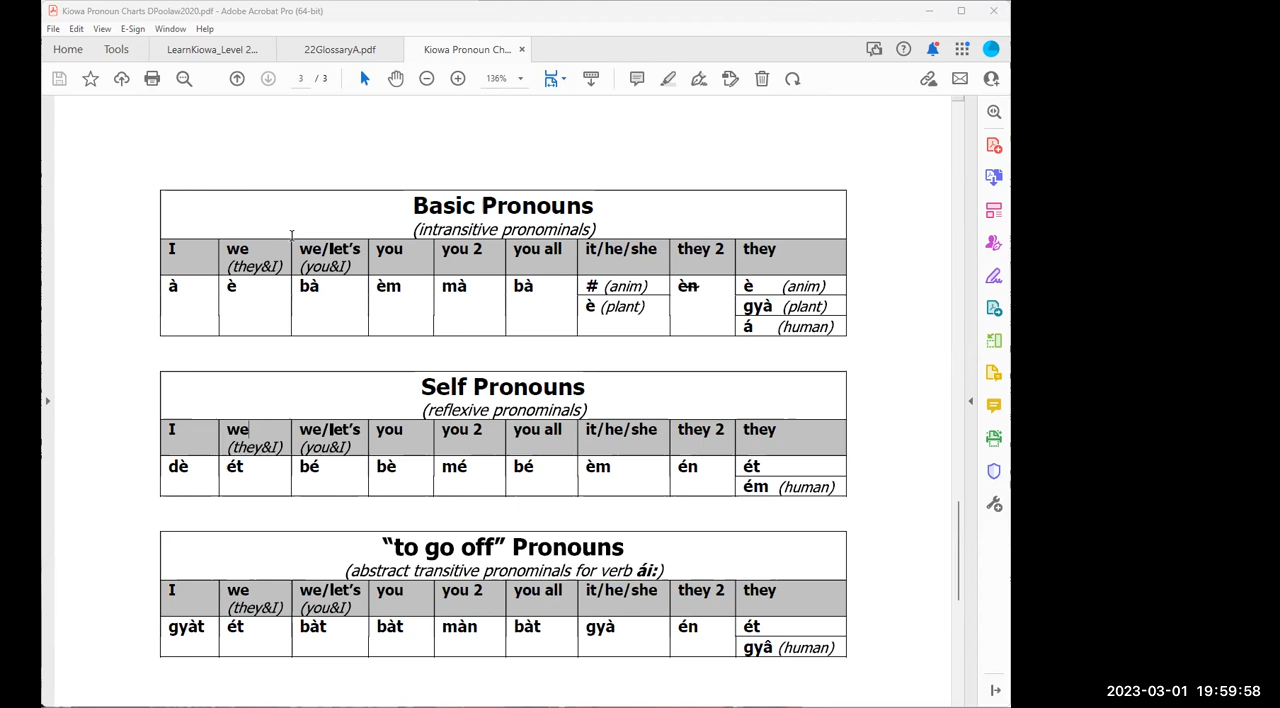 Kiowa Pronoun Charts DPoolaw2020.pdf - Adobe Acrobat Pro (64-bit)
File Edit View E-Sign Window Help
Home Tools LearnKiowa_Level 2... 22GlossaryA.pdf Kiowa Pronoun Ch... ×
3 / 3 136%
Basic Pronouns
(intransitive pronominals)
I we we/let's you you 2 you all it/he/she they 2 they
(they&I) (you&I)
à è bà èm mà bà # (anim) èn è (anim)
è (plant) gyà (plant)
á (human)
Self Pronouns
(reflexive pronominals)
I we we/let's you you 2 you all it/he/she they 2 they
(they&I) (you&I)
dè ét bé bè mé bé èm én ét
ém (human)
“to go off” Pronouns
(abstract transitive pronominals for verb ái:)
I we we/let's you you 2 you all it/he/she they 2 they
(they&I) (you&I)
gyàt ét bàt bàt màn bàt gyà én ét
gyâ (human)
2023-03-01 19:59:58